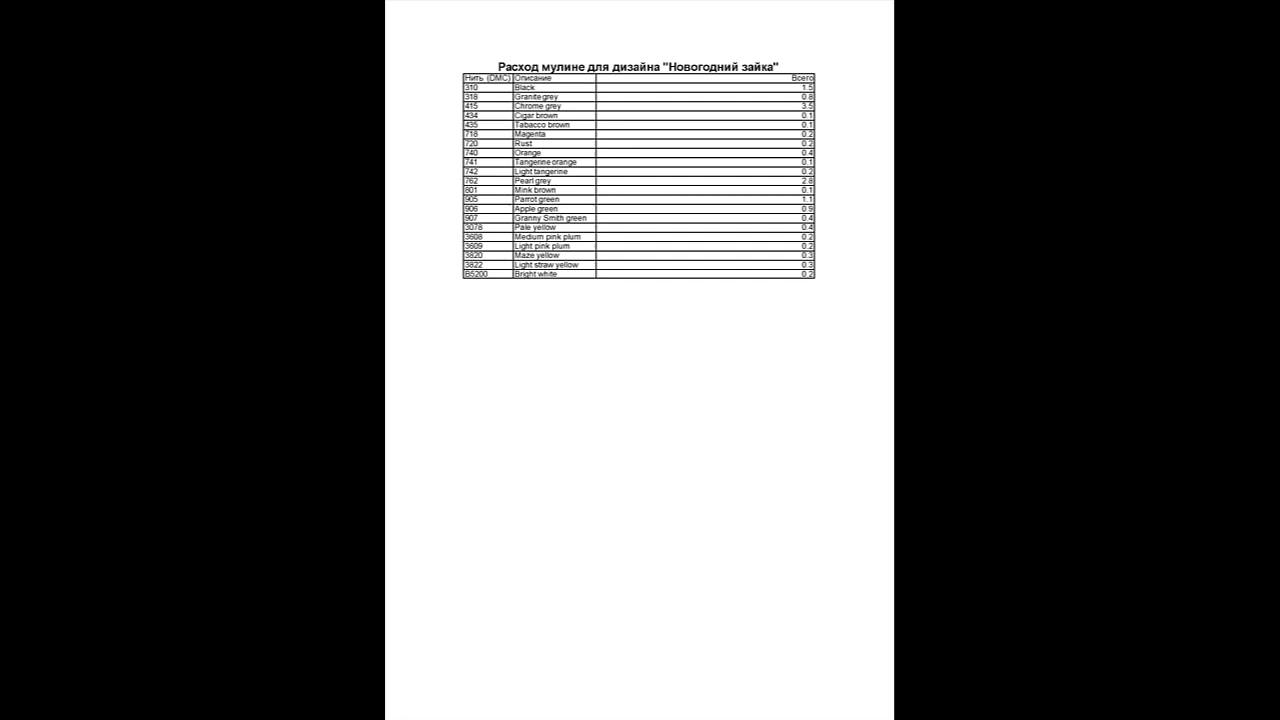 Расход мулине для дизайна "Новогодний зайка"
Нить (DMC) Описание Всего
310 Black 1.5
318 Granite grey 0.8
415 Chrome grey 3.5
434 Cigar brown 0.1
435 Tabacco brown 0.1
718 Magenta 0.2
720 Rust 0.2
740 Orange 0.4
741 Tangerine orange 0.1
742 Light tangerine 0.2
762 Pearl grey 2.8
801 Mink brown 0.1
905 Parrot green 1.1
906 Apple green 0.9
907 Granny Smith green 0.4
3078 Pale yellow 0.4
3608 Medium pink plum 0.2
3609 Light pink plum 0.2
3820 Maze yellow 0.3
3822 Light straw yellow 0.3
B5200 Bright white 0.2